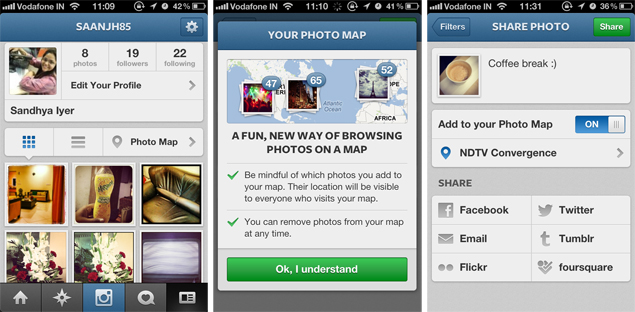 Vodafone IN 11:09 42%
SAANJH85
8 19 22
photos followers following
Edit Your Profile
Sandhya Iyer
Photo Map
Vodafone IN 11:10 41%
YOUR PHOTO MAP
47 65 52
Atlantic
Ocean
AFRICA
A FUN, NEW WAY OF BROWSING
PHOTOS ON A MAP
Be mindful of which photos you add to
your map. Their location will be visible
to everyone who visits your map.
You can remove photos from your map
at any time.
Ok, I understand
Vodafone IN 11:31 36%
Filters SHARE PHOTO Share
Coffee break :)
Add to your Photo Map ON
NDTV Convergence
SHARE
Facebook Twitter
Email Tumblr
Flickr foursquare